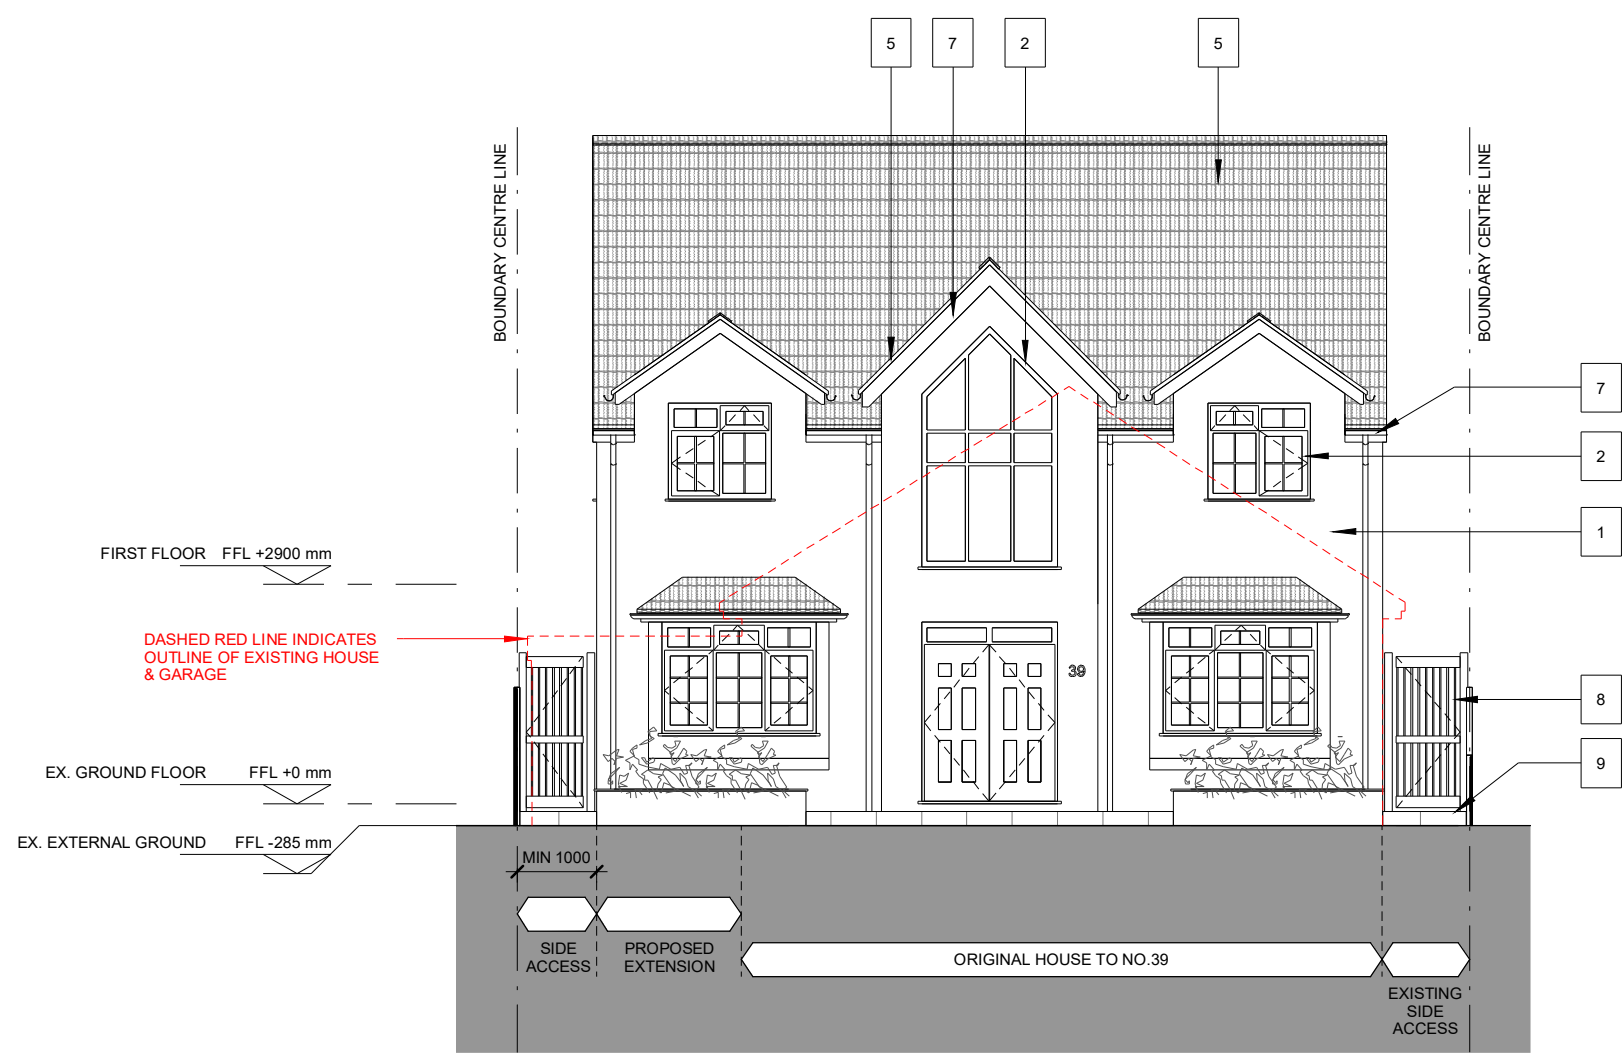 5
7
2
5
BOUNDARY CENTRE LINE
BOUNDARY CENTRE LINE
7
2
1
FIRST FLOOR FFL +2900 mm
DASHED RED LINE INDICATES
OUTLINE OF EXISTING HOUSE
& GARAGE
39
8
EX. GROUND FLOOR FFL +0 mm
9
EX. EXTERNAL GROUND FFL -285 mm
MIN 1000
SIDE
ACCESS
PROPOSED
EXTENSION
ORIGINAL HOUSE TO NO.39
EXISTING
SIDE
ACCESS